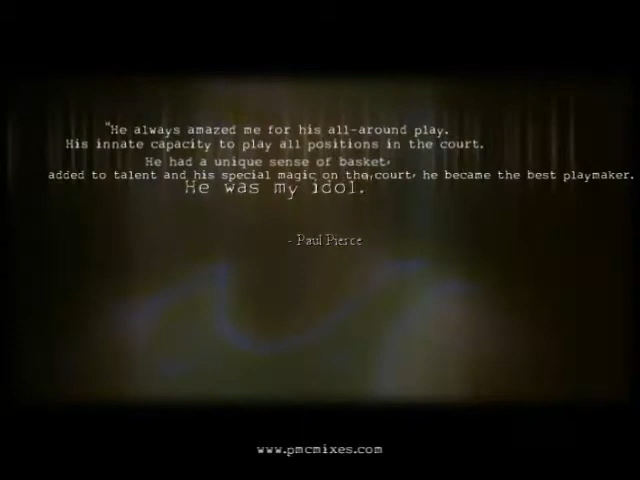 "He always amazed me for his all-around play.
His innate capacity to play all positions in the court.
He had a unique sense of basket,
added to talent and his special magic on the court, he became the best playmaker.
He was my idol.
- Paul Pierce
www.pmcmixes.com